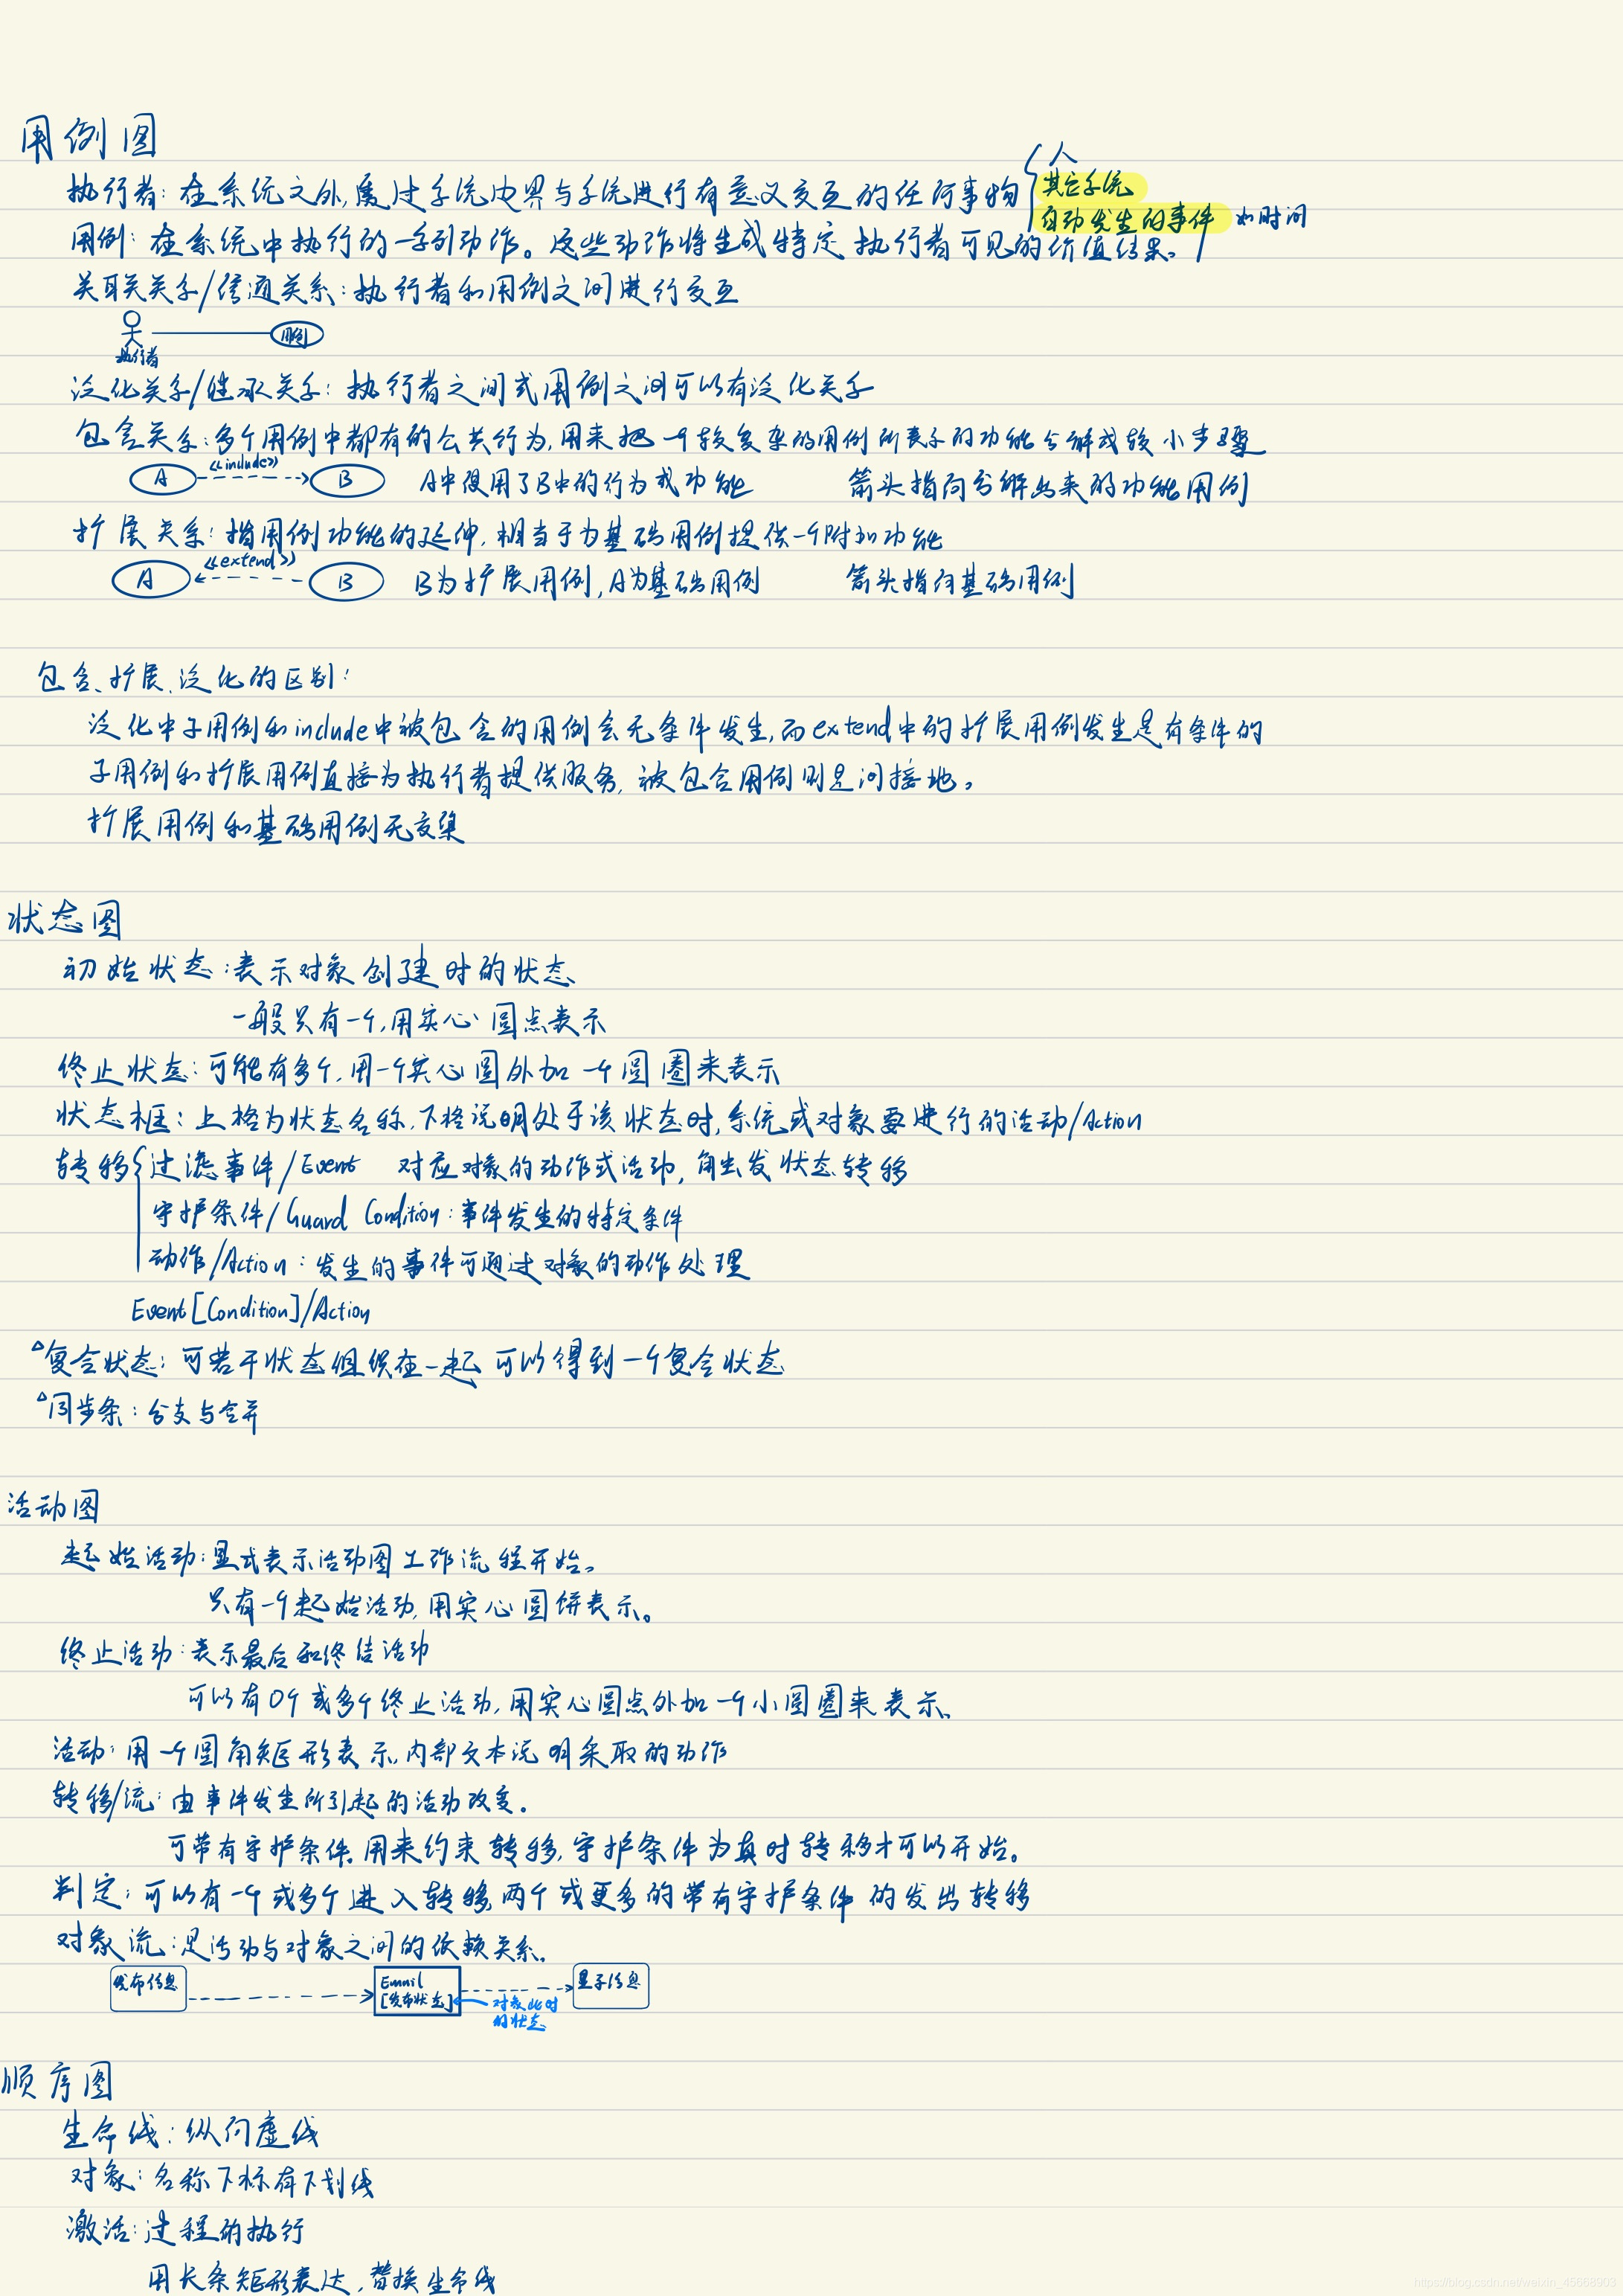 用例图
执行者：在系统之外，透过系统边界与系统进行有意义交互的任何事物
人
其它系统
自动发生的事件 如时间
用例：在系统中执行的一系列动作。这些动作将生成特定执行者可见的价值结果。
关联关系/通信关系：执行者和用例之间进行交互
执行者 用例
泛化关系/继承关系：执行者之间或用例之间可以有泛化关系
包含关系：多个用例中都有的公共行为，用来把一个较复杂的用例所表示的功能分解成较小步骤
A <<include>> B A中使用了B中的行为或功能 箭头指向分解出来的功能用例
扩展关系：指用例功能的延伸，相当于为基础用例提供一个附加功能
A <<extend>> B B为扩展用例，A为基础用例 箭头指向基础用例
包含、扩展、泛化的区别：
泛化中子用例和include中被包含的用例会无条件发生，而extend中的扩展用例发生是有条件的
子用例和扩展用例直接为执行者提供服务，被包含用例则是间接地。
扩展用例和基础用例无交集
状态图
初始状态：表示对象创建时的状态
一般只有一个，用实心圆点表示
终止状态：可能有多个，用一个实心圆外加一个圆圈来表示
状态框：上格为状态名称，下格说明处于该状态时，系统或对象要进行的活动/Action
转移 过渡事件/Event 对应对象的动作或活动，触发状态转移
守护条件/Guard Condition：事件发生的特定条件
动作/Action：发生的事件可通过对象的动作处理
Event[Condition]/Action
△复合状态：可若干状态组织在一起 可以得到一个复合状态
△同步条：分支与合并
活动图
起始活动：显式表示活动图工作流程开始。
只有一个起始活动，用实心圆饼表示。
终止活动：表示最后和终结活动
可以有0个或多个终止活动，用实心圆点外加一个小圆圈来表示、
活动：用一个圆角矩形表示，内部文本说明采取的动作
转移/流：由事件发生所引起的活动改变。
可带有守护条件，用来约束转移，守护条件为真时转移才可以开始。
判定：可以有一个或多个进入转移，两个或更多的带有守护条件的发出转移
对象流：是活动与对象之间的依赖关系。
发布信息 Email 显示信息
[发布状态] 对象此时
的状态
顺序图
生命线：纵向虚线
对象：名称下标有下划线
激活：过程的执行
用长条矩形表达，替换生命线
https://blog.csdn.net/weixin_45668903